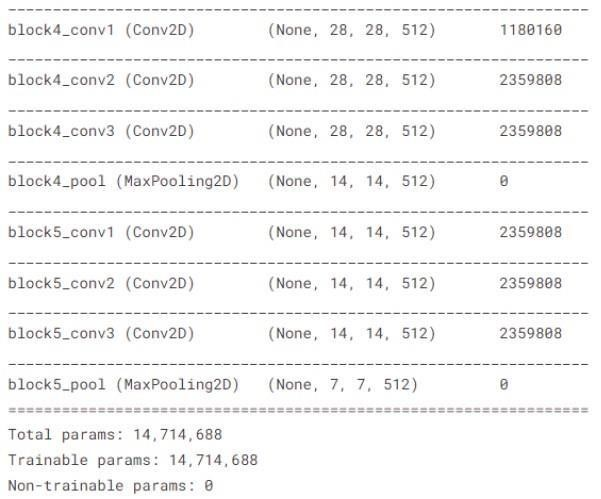 _________________________________________________________________
block4_conv1 (Conv2D)        (None, 28, 28, 512)       1180160
_________________________________________________________________
block4_conv2 (Conv2D)        (None, 28, 28, 512)       2359808
_________________________________________________________________
block4_conv3 (Conv2D)        (None, 28, 28, 512)       2359808
_________________________________________________________________
block4_pool (MaxPooling2D)   (None, 14, 14, 512)       0
_________________________________________________________________
block5_conv1 (Conv2D)        (None, 14, 14, 512)       2359808
_________________________________________________________________
block5_conv2 (Conv2D)        (None, 14, 14, 512)       2359808
_________________________________________________________________
block5_conv3 (Conv2D)        (None, 14, 14, 512)       2359808
_________________________________________________________________
block5_pool (MaxPooling2D)   (None, 7, 7, 512)         0
=================================================================
Total params: 14,714,688
Trainable params: 14,714,688
Non-trainable params: 0